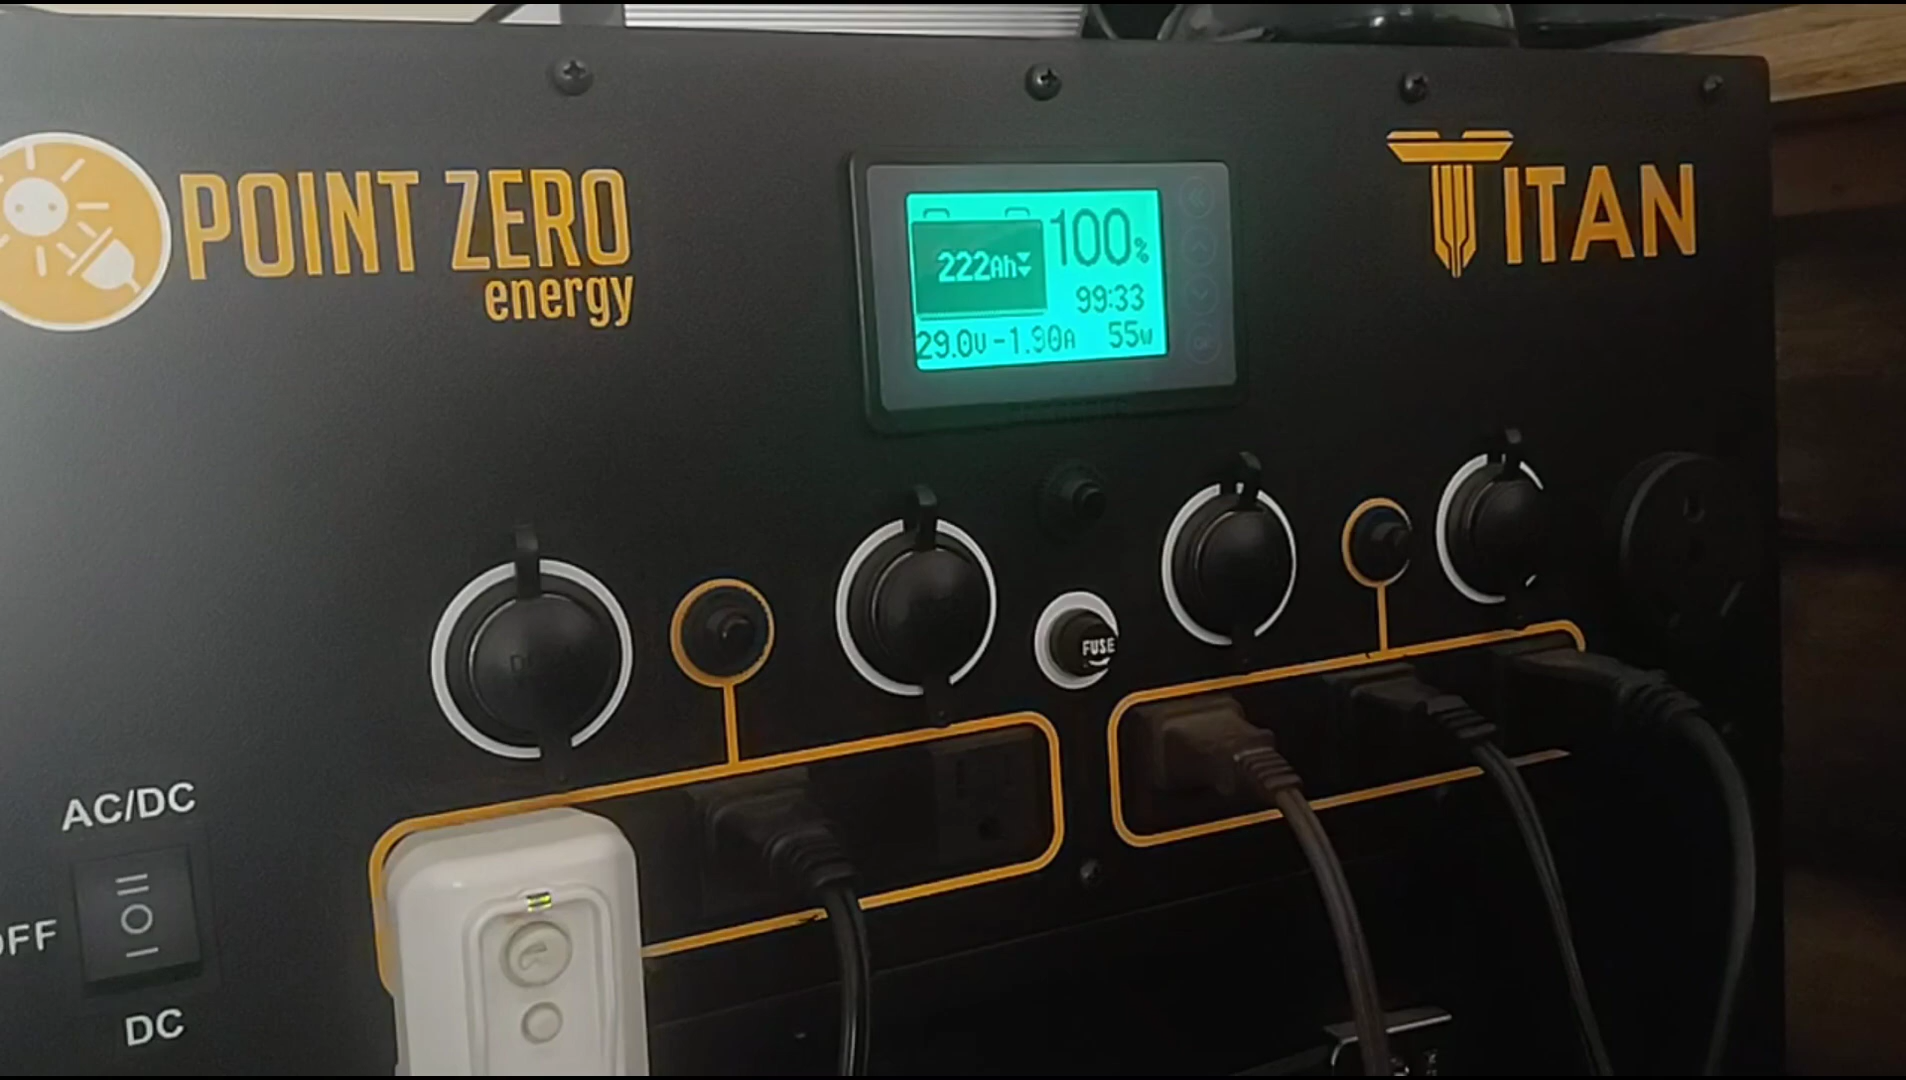 POINT ZERO
energy
TITAN
222Ah
100%
99:33
29.0V -1.90A 55W
FUSE
AC/DC
OFF
DC